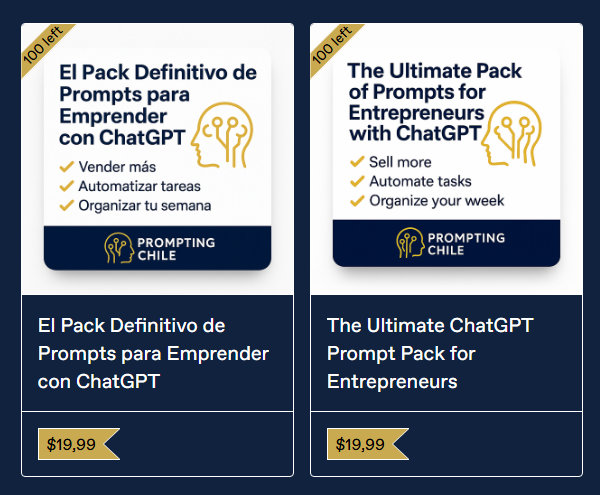 100 left
El Pack Definitivo de
Prompts para
Emprender
con ChatGPT
Vender más
Automatizar tareas
Organizar tu semana
PROMPTING
CHILE
El Pack Definitivo de
Prompts para Emprender
con ChatGPT
$19,99
100 left
The Ultimate Pack
of Prompts for
Entrepreneurs
with ChatGPT
Sell more
Automate tasks
Organize your week
PROMPTING
CHILE
The Ultimate ChatGPT
Prompt Pack for
Entrepreneurs
$19,99